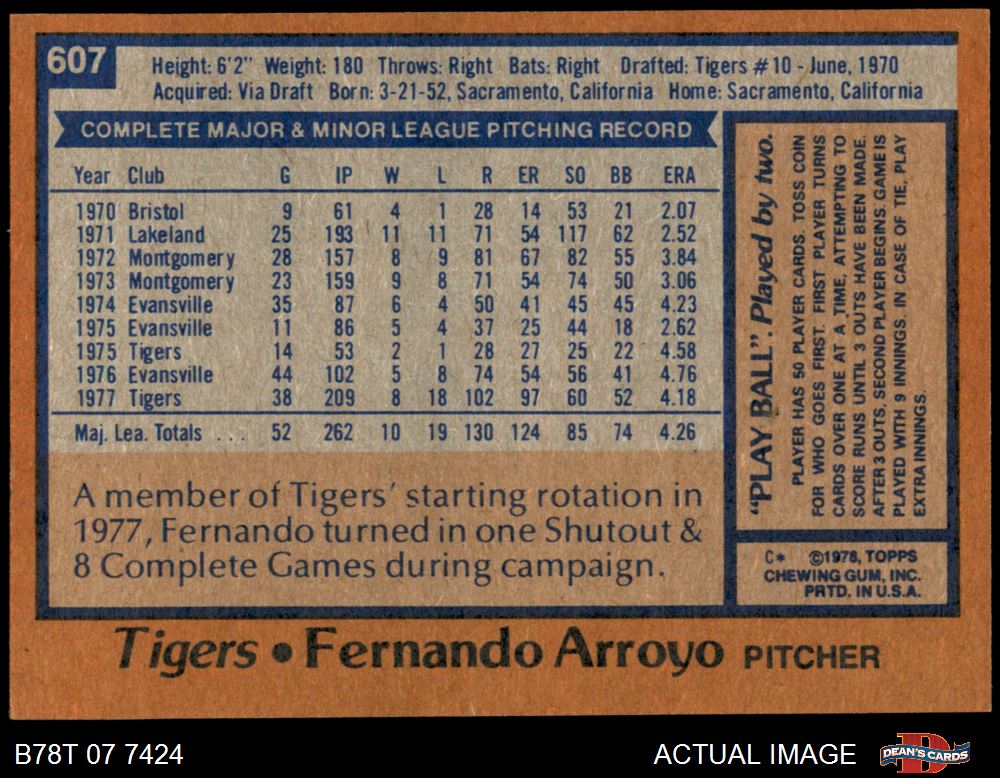 607
Height: 6'2" Weight: 180 Throws: Right Bats: Right Drafted: Tigers #10 - June, 1970
Acquired: Via Draft Born: 3-21-52, Sacramento, California Home: Sacramento, California
COMPLETE MAJOR & MINOR LEAGUE PITCHING RECORD
Year Club G IP W L R ER SO BB ERA
1970 Bristol 9 61 4 1 28 14 53 21 2.07
1971 Lakeland 25 193 11 11 71 54 117 62 2.52
1972 Montgomery 28 157 8 9 81 67 82 55 3.84
1973 Montgomery 23 159 9 8 71 54 74 50 3.06
1974 Evansville 35 87 6 4 50 41 45 45 4.23
1975 Evansville 11 86 5 4 37 25 44 18 2.62
1975 Tigers 14 53 2 1 28 27 25 22 4.58
1976 Evansville 44 102 5 8 74 54 56 41 4.76
1977 Tigers 38 209 8 18 102 97 60 52 4.18
Maj. Lea. Totals ... 52 262 10 19 130 124 85 74 4.26
A member of Tigers' starting rotation in
1977, Fernando turned in one Shutout &
8 Complete Games during campaign.
"PLAY BALL". Played by two.
PLAYER HAS 50 PLAYER CARDS. TOSS COIN
FOR WHO GOES FIRST. FIRST PLAYER TURNS
CARDS OVER ONE AT A TIME, ATTEMPTING TO
SCORE RUNS UNTIL 3 OUTS HAVE BEEN MADE.
AFTER 3 OUTS, SECOND PLAYER BEGINS. GAME IS
PLAYED WITH 9 INNINGS. IN CASE OF TIE, PLAY
EXTRA INNINGS.
C* ©1978, TOPPS
CHEWING GUM, INC.
PRTD. IN U.S.A.
Tigers • Fernando Arroyo PITCHER
B78T 07 7424
ACTUAL IMAGE
D
DEAN'S CARDS